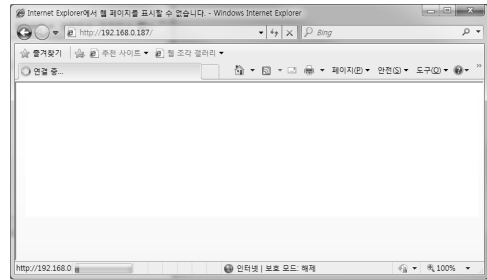 Internet Explorer에서 웹 페이지를 표시할 수 없습니다. - Windows Internet Explorer
http://192.168.0.187/
Bing
즐겨찾기 추천 사이트 웹 조각 갤러리
연결 중... 페이지(P) 안전(S) 도구(O)
http://192.168.0 인터넷 | 보호 모드: 해제 100%